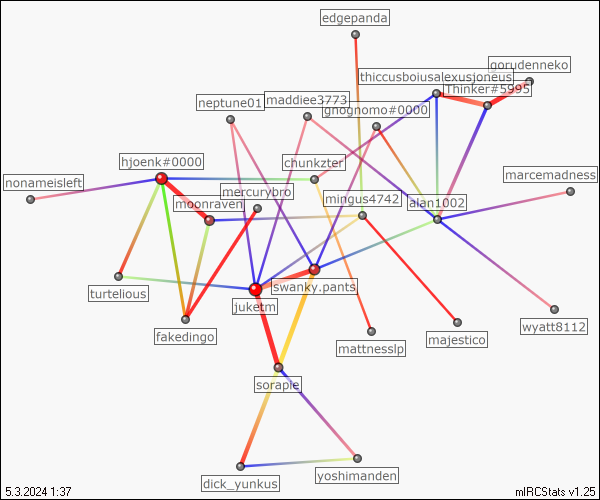 edgepanda
gorudenneko
thiccusboiusalexusjoneus
Thinker#5995
neptune01
maddiee3773
gnognomo#0000
hjoenk#0000
chunkzter
marcemadness
nonameisleft
mercurybro
mingus4742
moonraven
alan1002
swanky.pants
turtelious
juketm
wyatt8112
fakedingo
mattnesslp
majestico
sorapie
dick_yunkus
yoshimanden
5.3.2024 1:37
mIRCStats v1.25